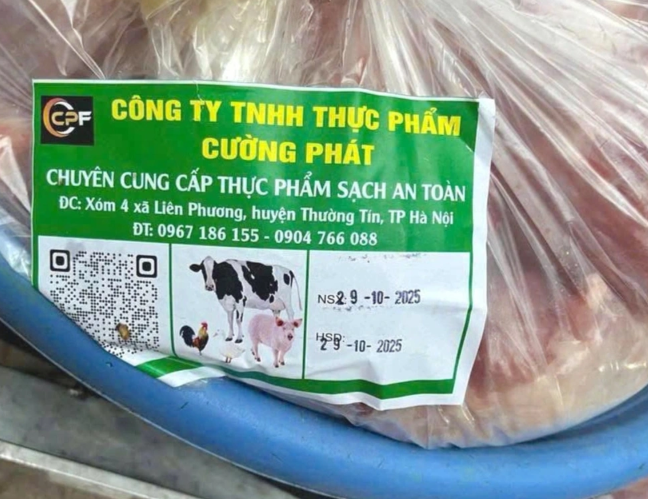 CPF
CÔNG TY TNHH THỰC PHẨM
CƯỜNG PHÁT
CHUYÊN CUNG CẤP THỰC PHẨM SẠCH AN TOÀN
ĐC: Xóm 4 xã Liên Phương, huyện Thường Tín, TP Hà Nội
ĐT: 0967 186 155 - 0904 766 088
NSX: 29-10-2025
HSD:
29-10-2025